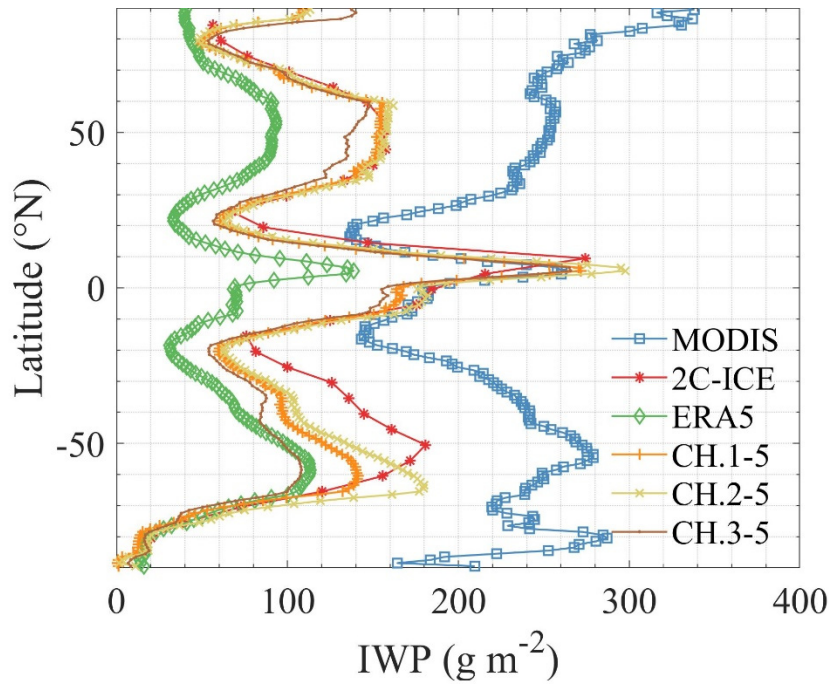 Latitude (°N)
50
0
-50
MODIS
2C-ICE
ERA5
CH.1-5
CH.2-5
CH.3-5
0 100 200 300 400
IWP (g m-2)